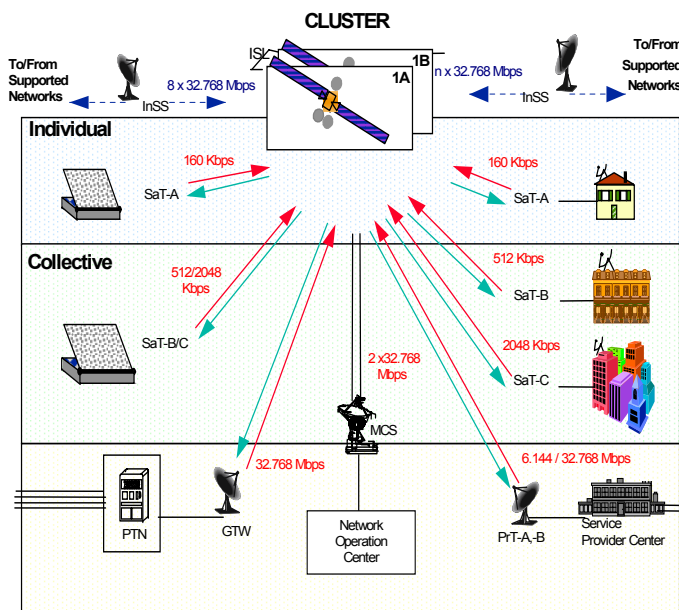 CLUSTER
To/From
Supported
Networks
InSS
8 x 32.768 Mbps
ISL
1B
1A
n x 32.768 Mbps
InSS
To/From
Supported
Networks
Individual
160 Kbps
SaT-A
160 Kbps
SaT-A
Collective
512/2048
Kbps
SaT-B/C
512 Kbps
SaT-B
2048 Kbps
SaT-C
2 x32.768
Mbps
MCS
32.768 Mbps
6.144 / 32.768 Mbps
PTN
GTW
Network
Operation
Center
PrT-A,-B
Service
Provider Center